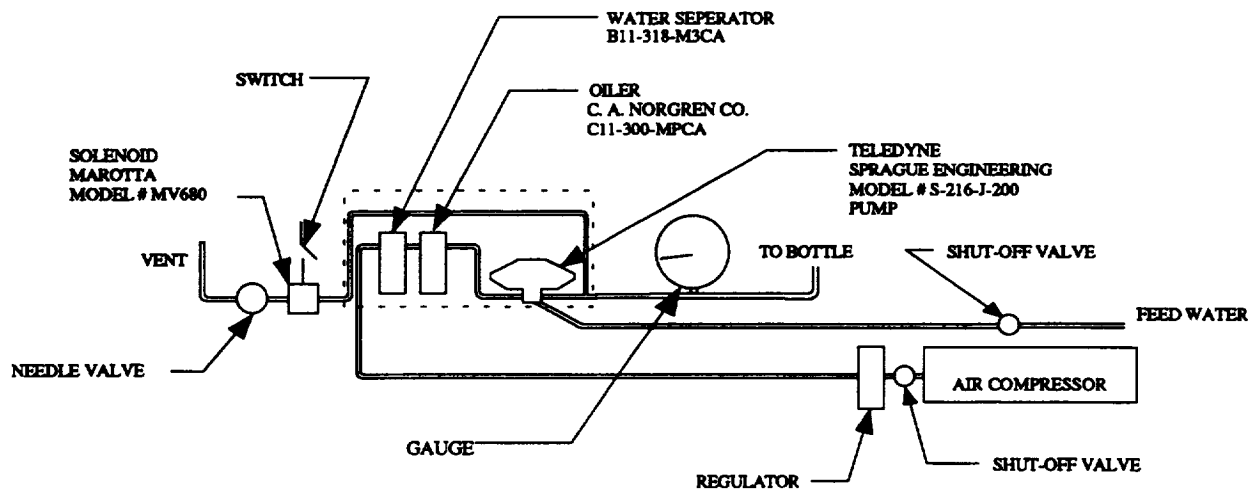 WATER SEPERATOR
B11-318-M3CA
SWITCH
OILER
C. A. NORGREN CO.
C11-300-MPCA
SOLENOID
MAROTTA
MODEL # MV680
TELEDYNE
SPRAGUE ENGINEERING
MODEL # S-216-J-200
PUMP
VENT
TO BOTTLE
SHUT-OFF VALVE
FEED WATER
NEEDLE VALVE
AIR COMPRESSOR
GAUGE
SHUT-OFF VALVE
REGULATOR